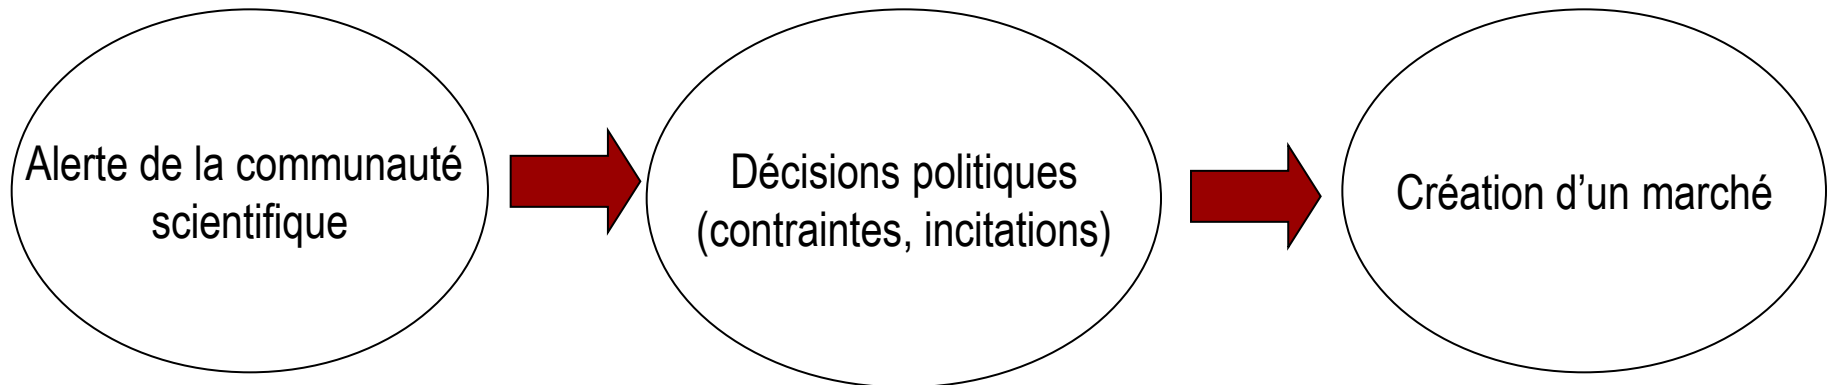 Alerte de la communauté
scientifique
Décisions politiques
(contraintes, incitations)
Création d’un marché